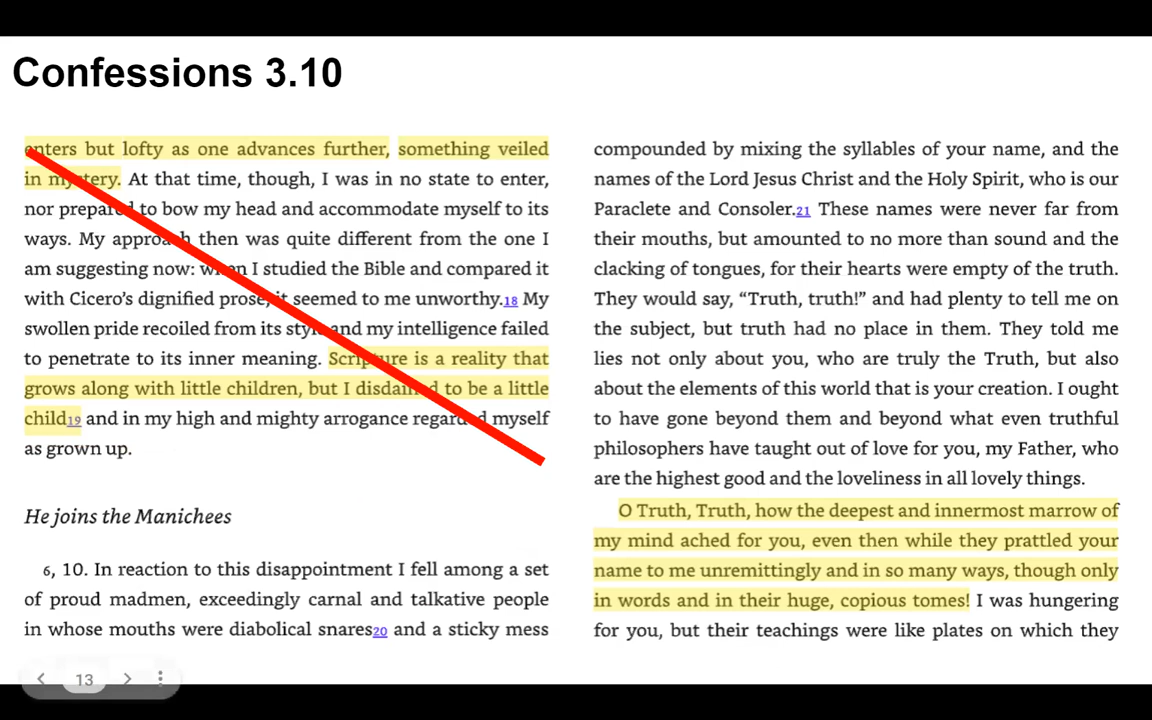 Confessions 3.10
enters but lofty as one advances further, something veiled
in mystery. At that time, though, I was in no state to enter,
nor prepared to bow my head and accommodate myself to its
ways. My approach then was quite different from the one I
am suggesting now: when I studied the Bible and compared it
with Cicero’s dignified prose, it seemed to me unworthy.18 My
swollen pride recoiled from its style and my intelligence failed
to penetrate to its inner meaning. Scripture is a reality that
grows along with little children, but I disdained to be a little
child19 and in my high and mighty arrogance regarded myself
as grown up.
He joins the Manichees
6, 10. In reaction to this disappointment I fell among a set
of proud madmen, exceedingly carnal and talkative people
in whose mouths were diabolical snares20 and a sticky mess
compounded by mixing the syllables of your name, and the
names of the Lord Jesus Christ and the Holy Spirit, who is our
Paraclete and Consoler.21 These names were never far from
their mouths, but amounted to no more than sound and the
clacking of tongues, for their hearts were empty of the truth.
They would say, “Truth, truth!” and had plenty to tell me on
the subject, but truth had no place in them. They told me
lies not only about you, who are truly the Truth, but also
about the elements of this world that is your creation. I ought
to have gone beyond them and beyond what even truthful
philosophers have taught out of love for you, my Father, who
are the highest good and the loveliness in all lovely things.
O Truth, Truth, how the deepest and innermost marrow of
my mind ached for you, even then while they prattled your
name to me unremittingly and in so many ways, though only
in words and in their huge, copious tomes! I was hungering
for you, but their teachings were like plates on which they
13